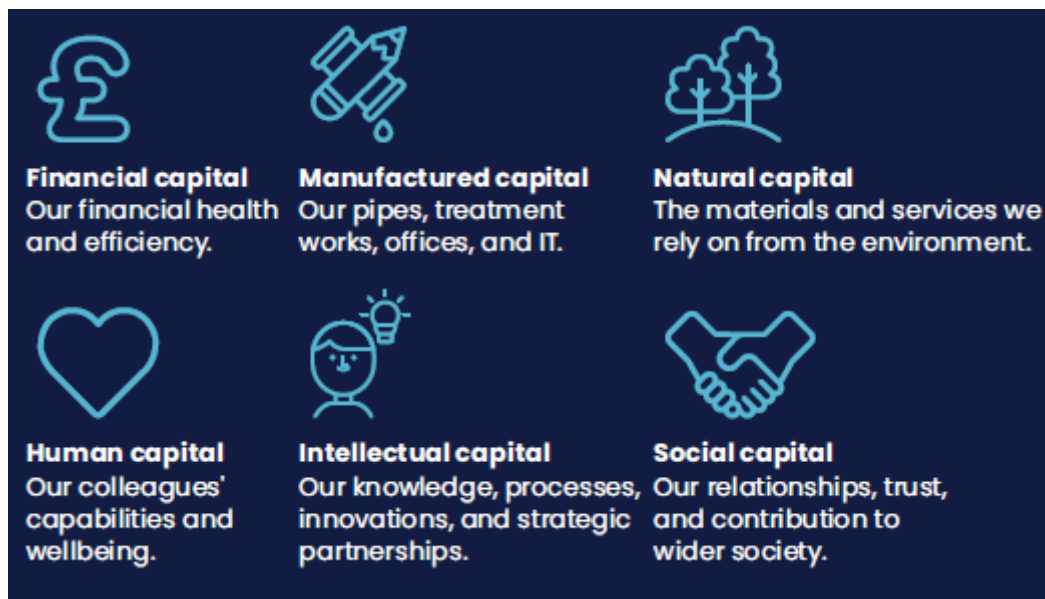 Financial capital
Our financial health
and efficiency.
Manufactured capital
Our pipes, treatment
works, offices, and IT.
Natural capital
The materials and services we
rely on from the environment.
Human capital
Our colleagues'
capabilities and
wellbeing.
Intellectual capital
Our knowledge, processes,
innovations, and strategic
partnerships.
Social capital
Our relationships, trust,
and contribution to
wider society.